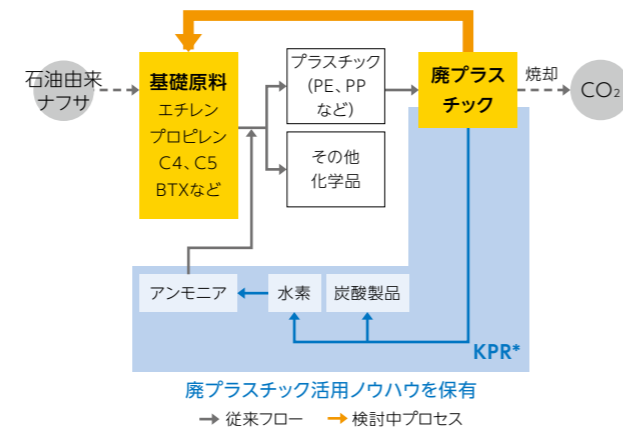 石油由来
ナフサ
基礎原料
エチレン
プロピレン
C4、C5
BTXなど
プラスチック
(PE、PP
など)
その他
化学品
廃プラス
チック
焼却
CO₂
アンモニア
水素
炭酸製品
KPR*
廃プラスチック活用ノウハウを保有
→ 従来フロー → 検討中プロセス